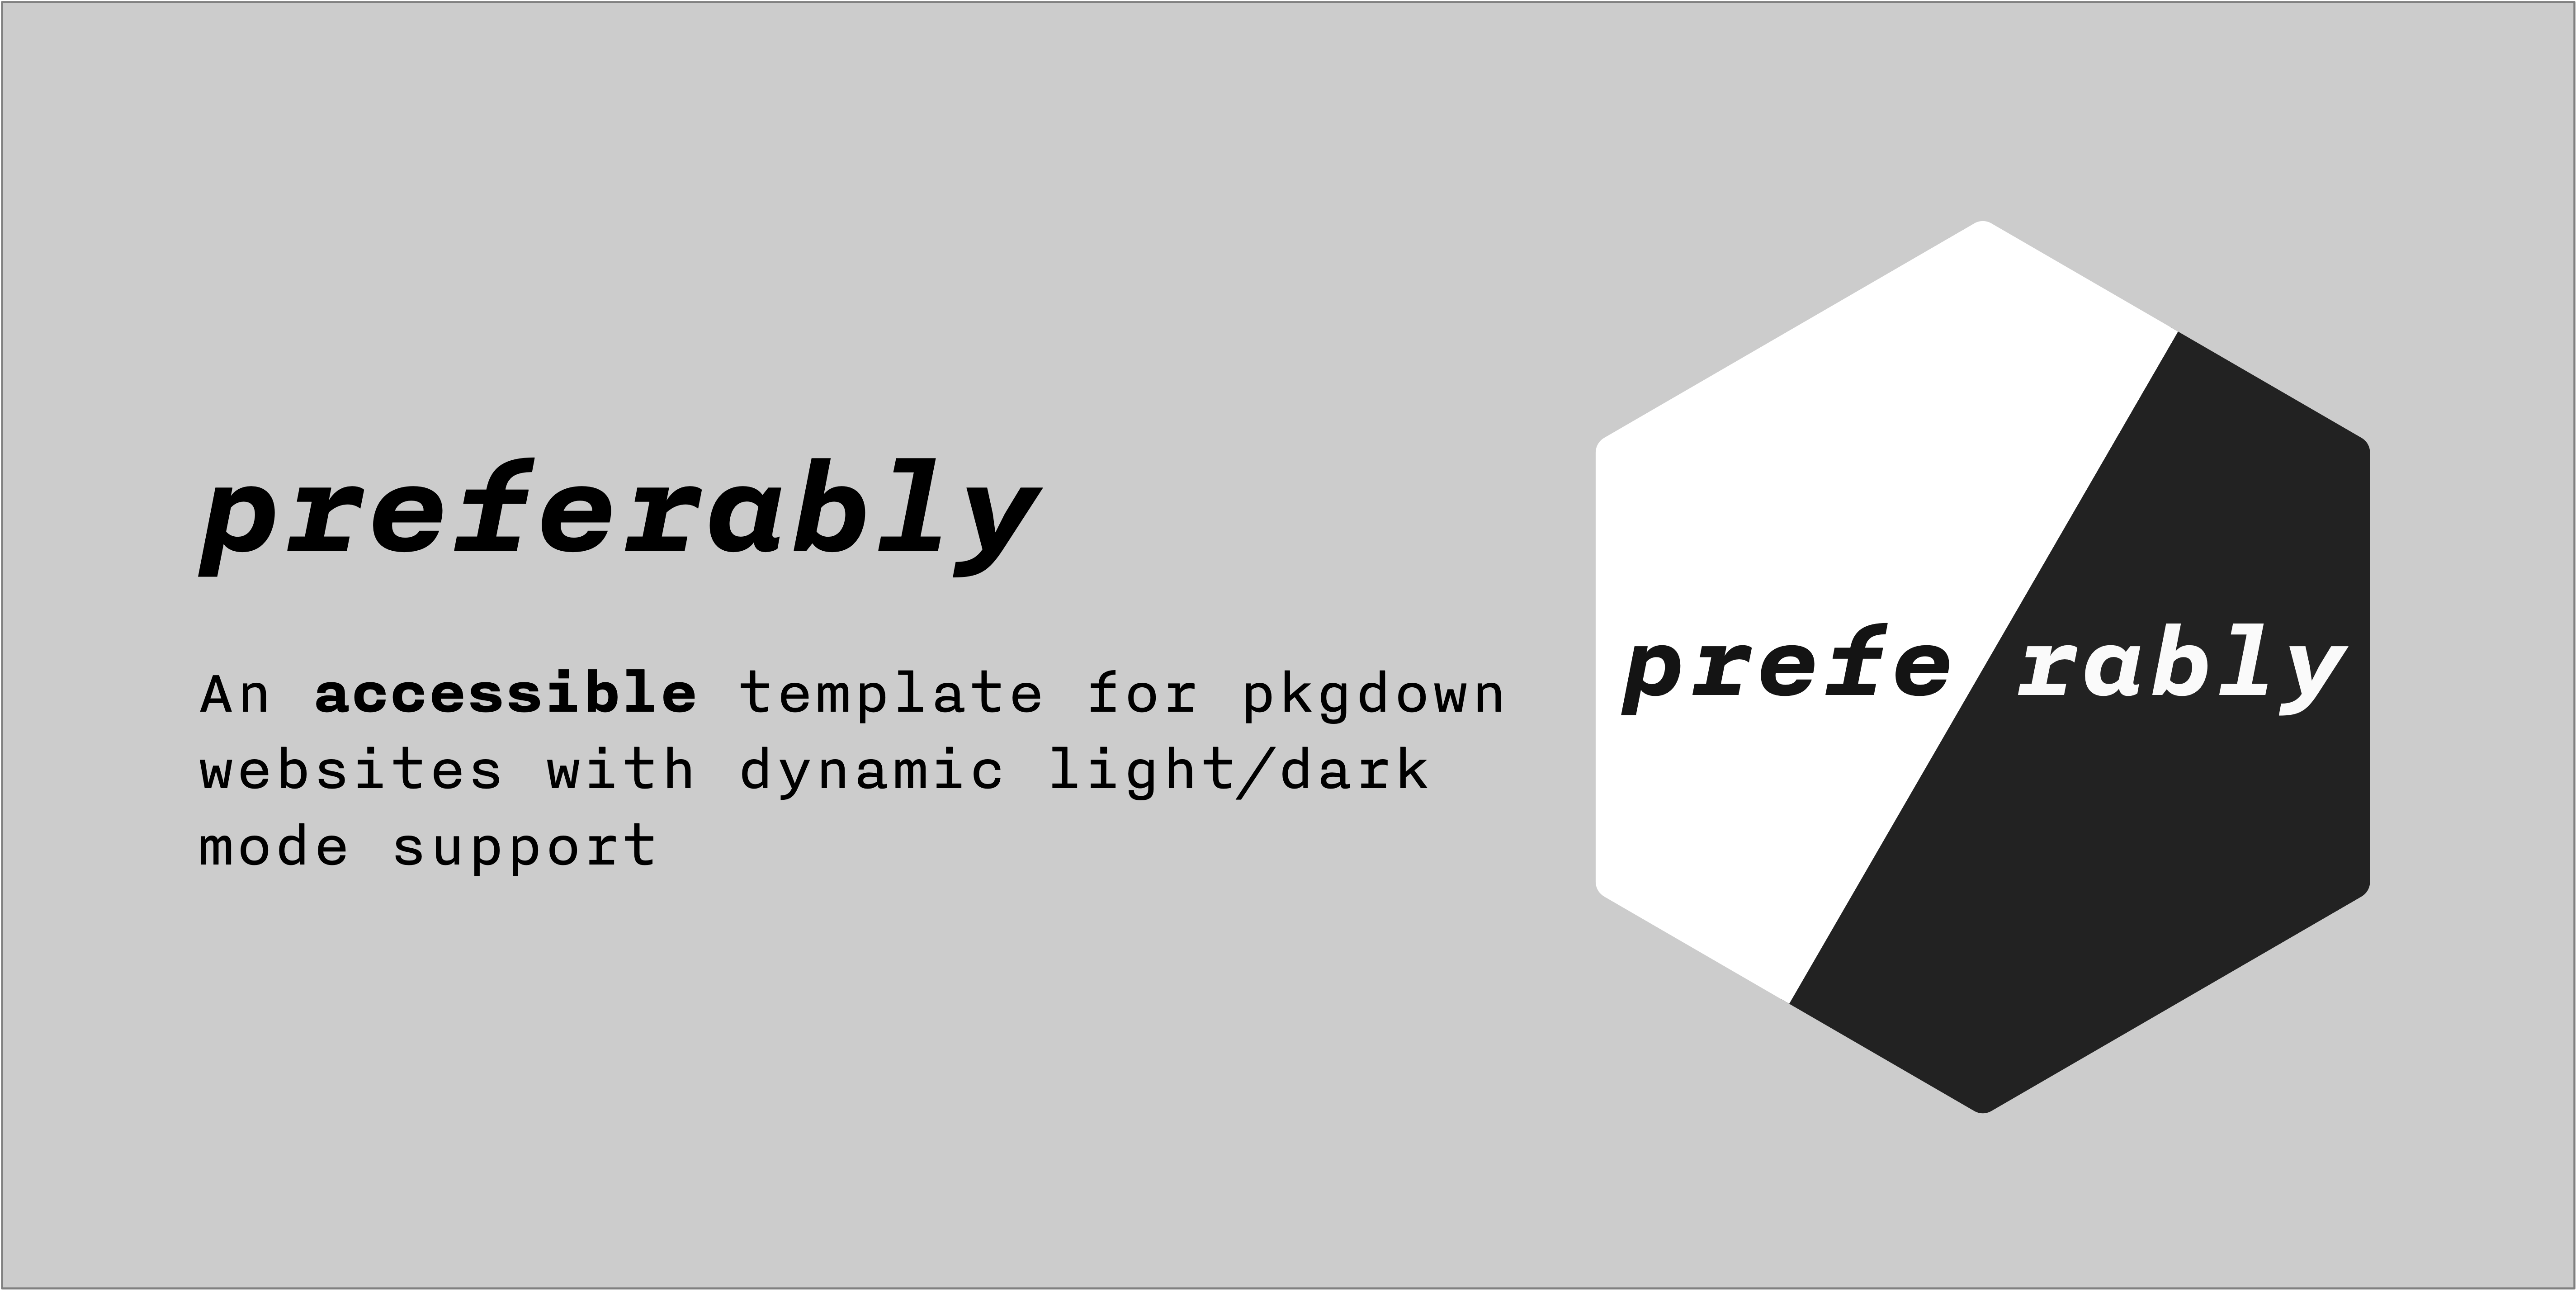 preferably
An accessible template for pkgdown
websites with dynamic light/dark
mode support
prefe rably